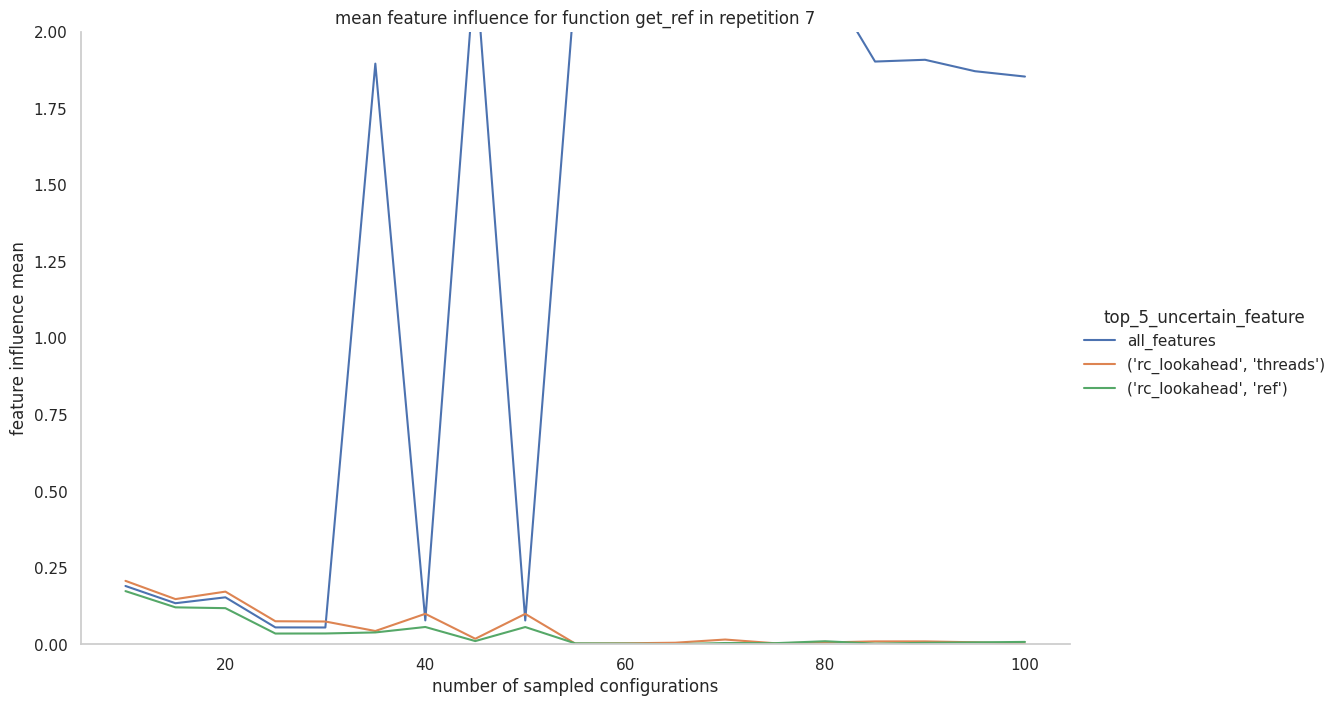 mean feature influence for function get_ref in repetition 7
2.00
1.75
1.50
1.25
1.00
0.75
0.50
0.25
0.00
feature influence mean
20
40
60
80
100
number of sampled configurations
top_5_uncertain_feature
all_features
('rc_lookahead', 'threads')
('rc_lookahead', 'ref')